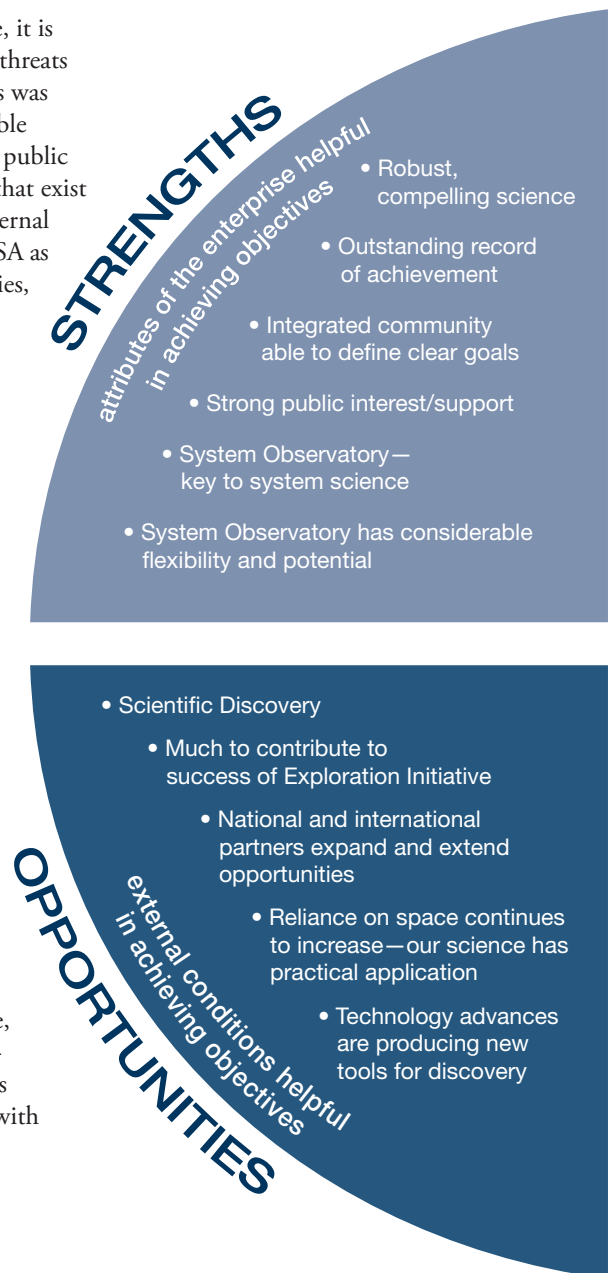 e, it is
threats
s was
ble
public
that exist
ernal
SA as
ies,
STRENGTHS
attributes of the enterprise helpful
in achieving objectives
• Robust,
compelling science
• Outstanding record
of achievement
• Integrated community
able to define clear goals
• Strong public interest/support
• System Observatory—
key to system science
• System Observatory has considerable
flexibility and potential
• Scientific Discovery
• Much to contribute to
success of Exploration Initiative
• National and international
partners expand and extend
opportunities
• Reliance on space continues
to increase—our science has
practical application
• Technology advances
are producing new
tools for discovery
external conditions helpful
in achieving objectives
OPPORTUNITIES
e,
-
s
with